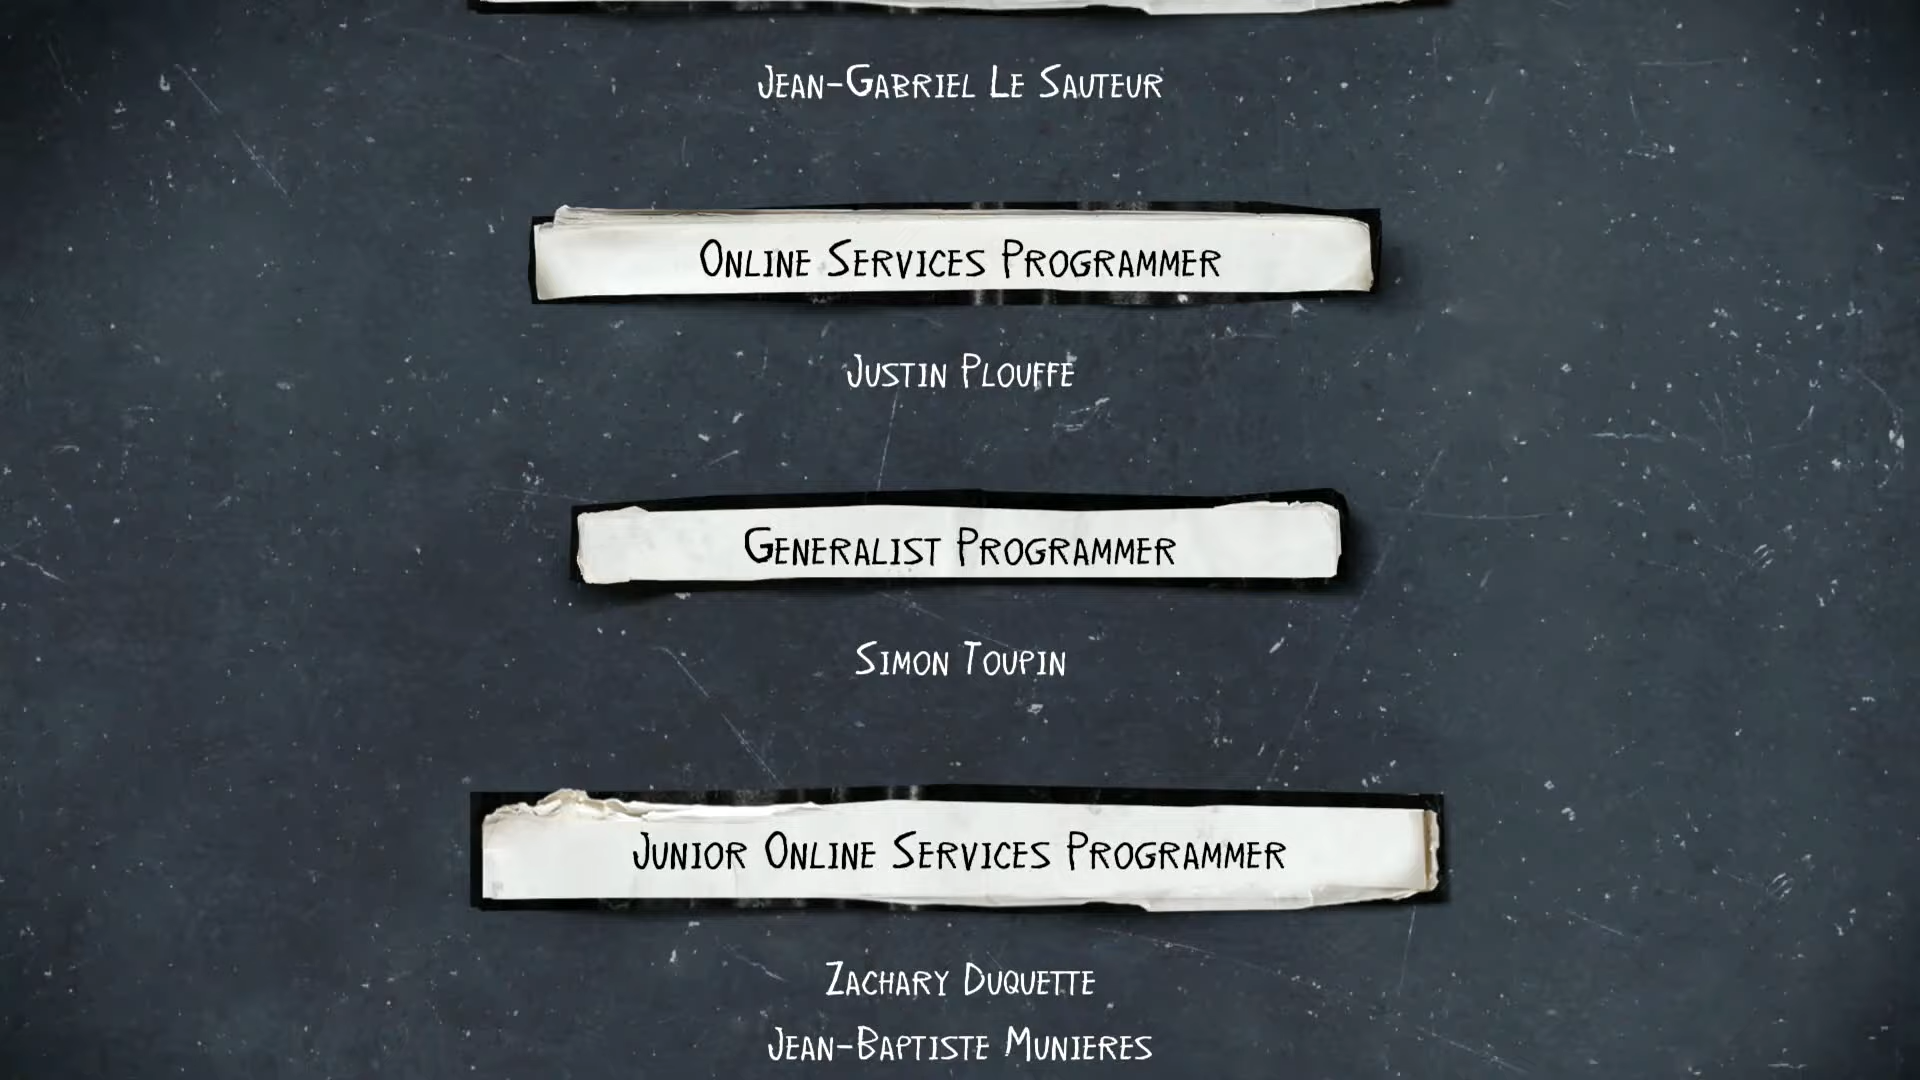 Jean-Gabriel Le Sauteur
Online Services Programmer
Justin Plouffe
Generalist Programmer
Simon Toupin
Junior Online Services Programmer
Zachary Duquette
Jean-Baptiste Munieres